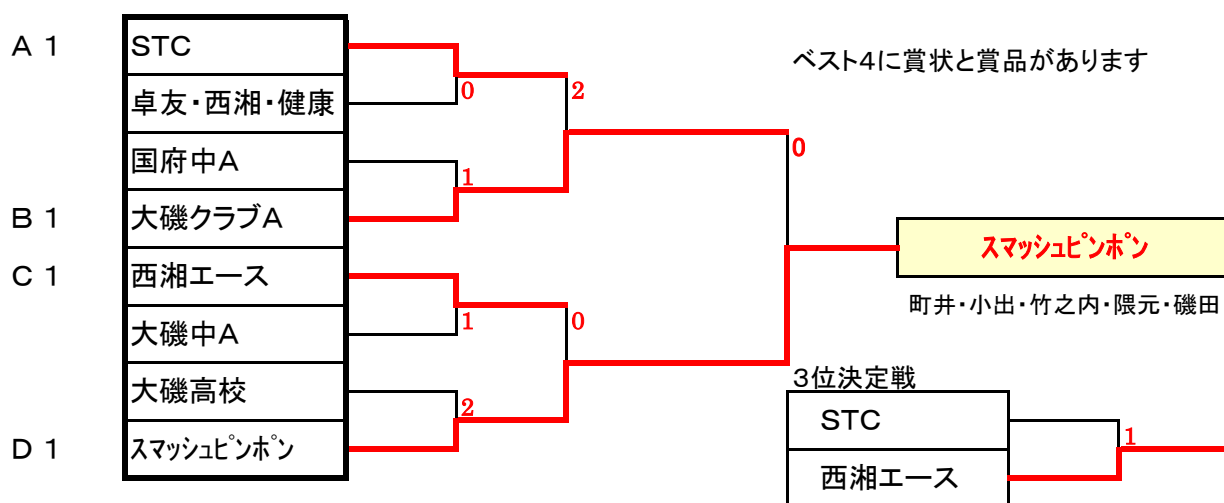 A 1
STC
ベスト4に賞状と賞品があります
0
2
卓友・西湘・健康
国府中A
0
1
B 1
大磯クラブA
スマッシュピンポン
C 1
西湘エース
町井・小出・竹之内・隈元・磯田
1
0
大磯中A
3位決定戦
大磯高校
2
STC
1
D 1
スマッシュピンポン
西湘エース